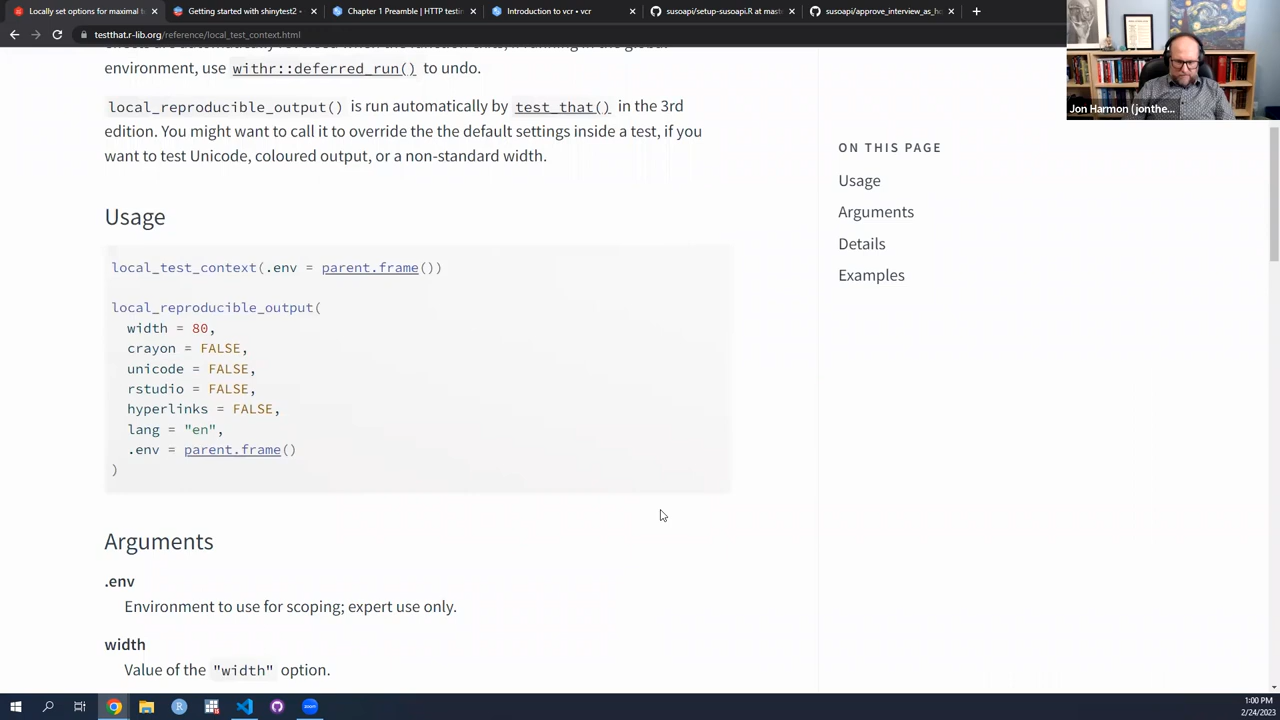 Locally set options for maximal t
Getting started with shinytest2 •
Chapter 1 Preamble | HTTP test
Introduction to vcr • vcr
susoapi/setup-susoapi.R at mast
susoapi/approve_interview_as_h
testthat.r-lib.org/reference/local_test_context.html
Jon Harmon (jonthe...
environment, use withr::deferred_run() to undo.
local_reproducible_output() is run automatically by test_that() in the 3rd
edition. You might want to call it to override the the default settings inside a test, if you
want to test Unicode, coloured output, or a non-standard width.
ON THIS PAGE
Usage
Arguments
Details
Examples
Usage
local_test_context(.env = parent.frame())
local_reproducible_output(
width = 80,
crayon = FALSE,
unicode = FALSE,
rstudio = FALSE,
hyperlinks = FALSE,
lang = "en",
.env = parent.frame()
)
Arguments
.env
Environment to use for scoping; expert use only.
width
Value of the "width" option.
1:00 PM
2/24/2023